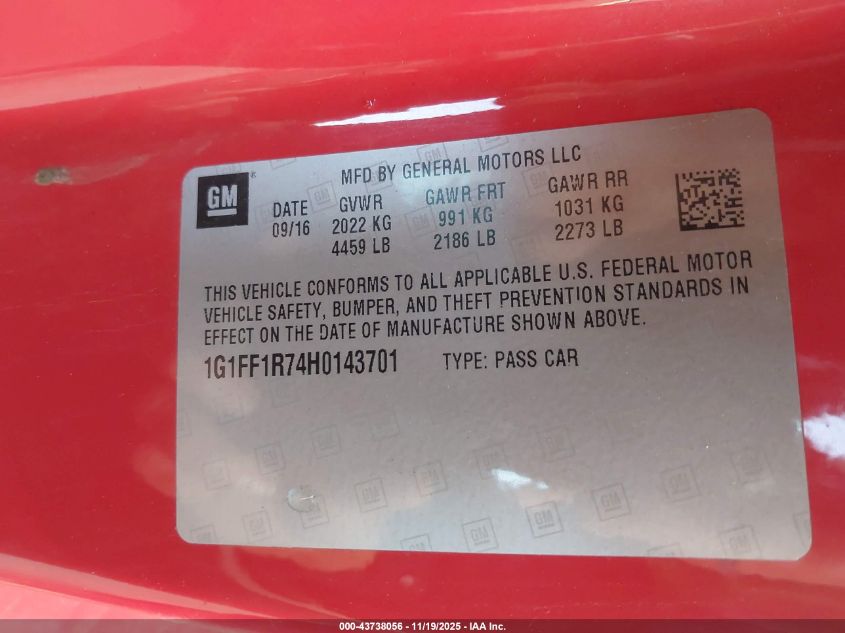 GM
MFD BY GENERAL MOTORS LLC
DATE GVWR GAWR FRT GAWR RR
09/16 2022 KG 991 KG 1031 KG
4459 LB 2186 LB 2273 LB
THIS VEHICLE CONFORMS TO ALL APPLICABLE U.S. FEDERAL MOTOR
VEHICLE SAFETY, BUMPER, AND THEFT PREVENTION STANDARDS IN
EFFECT ON THE DATE OF MANUFACTURE SHOWN ABOVE.
1G1FF1R74H0143701 TYPE: PASS CAR
000-43738056 — 11/19/2025 — IAA Inc.